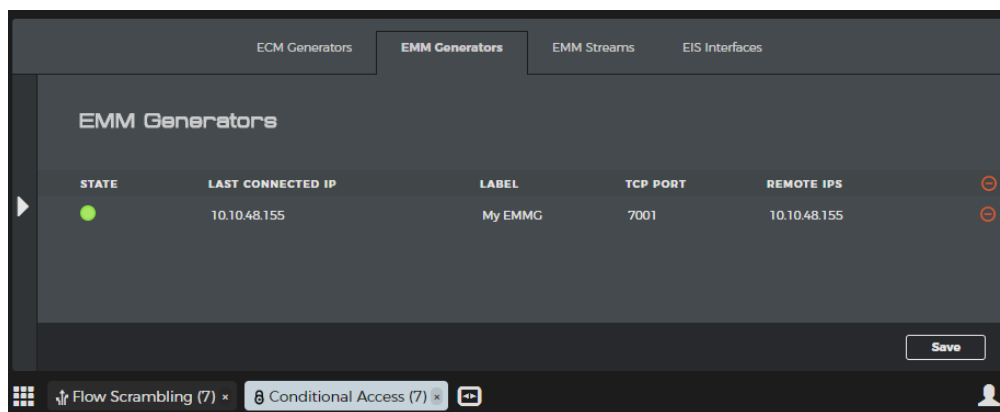 ECM Generators EMM Generators EMM Streams EIS Interfaces
EMM Generators
STATE LAST CONNECTED IP LABEL TCP PORT REMOTE IPS
10.10.48.155 My EMMG 7001 10.10.48.155
Save
Flow Scrambling (7) × Conditional Access (7) ×